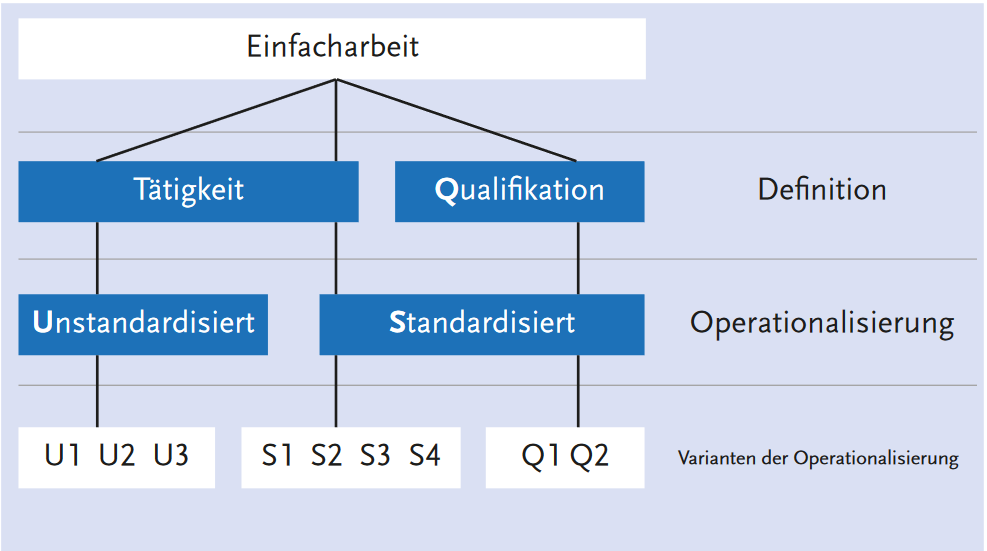 Einfacharbeit
Tätigkeit Qualifikation Definition
Unstandardisiert Standardisiert Operationalisierung
U1 U2 U3 S1 S2 S3 S4 Q1 Q2 Varianten der Operationalisierung